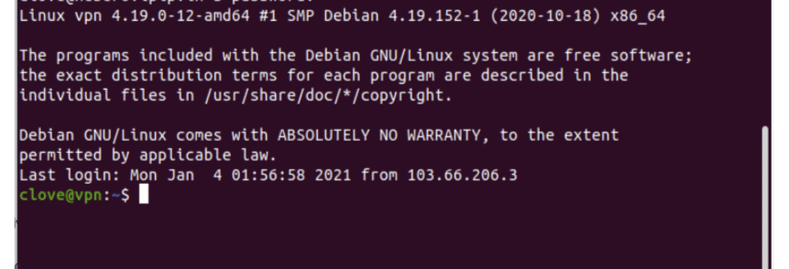 Linux vpn 4.19.0-12-amd64 #1 SMP Debian 4.19.152-1 (2020-10-18) x86_64
The programs included with the Debian GNU/Linux system are free software;
the exact distribution terms for each program are described in the
individual files in /usr/share/doc/*/copyright.
Debian GNU/Linux comes with ABSOLUTELY NO WARRANTY, to the extent
permitted by applicable law.
Last login: Mon Jan  4 01:56:58 2021 from 103.66.206.3
clove@vpn:~$